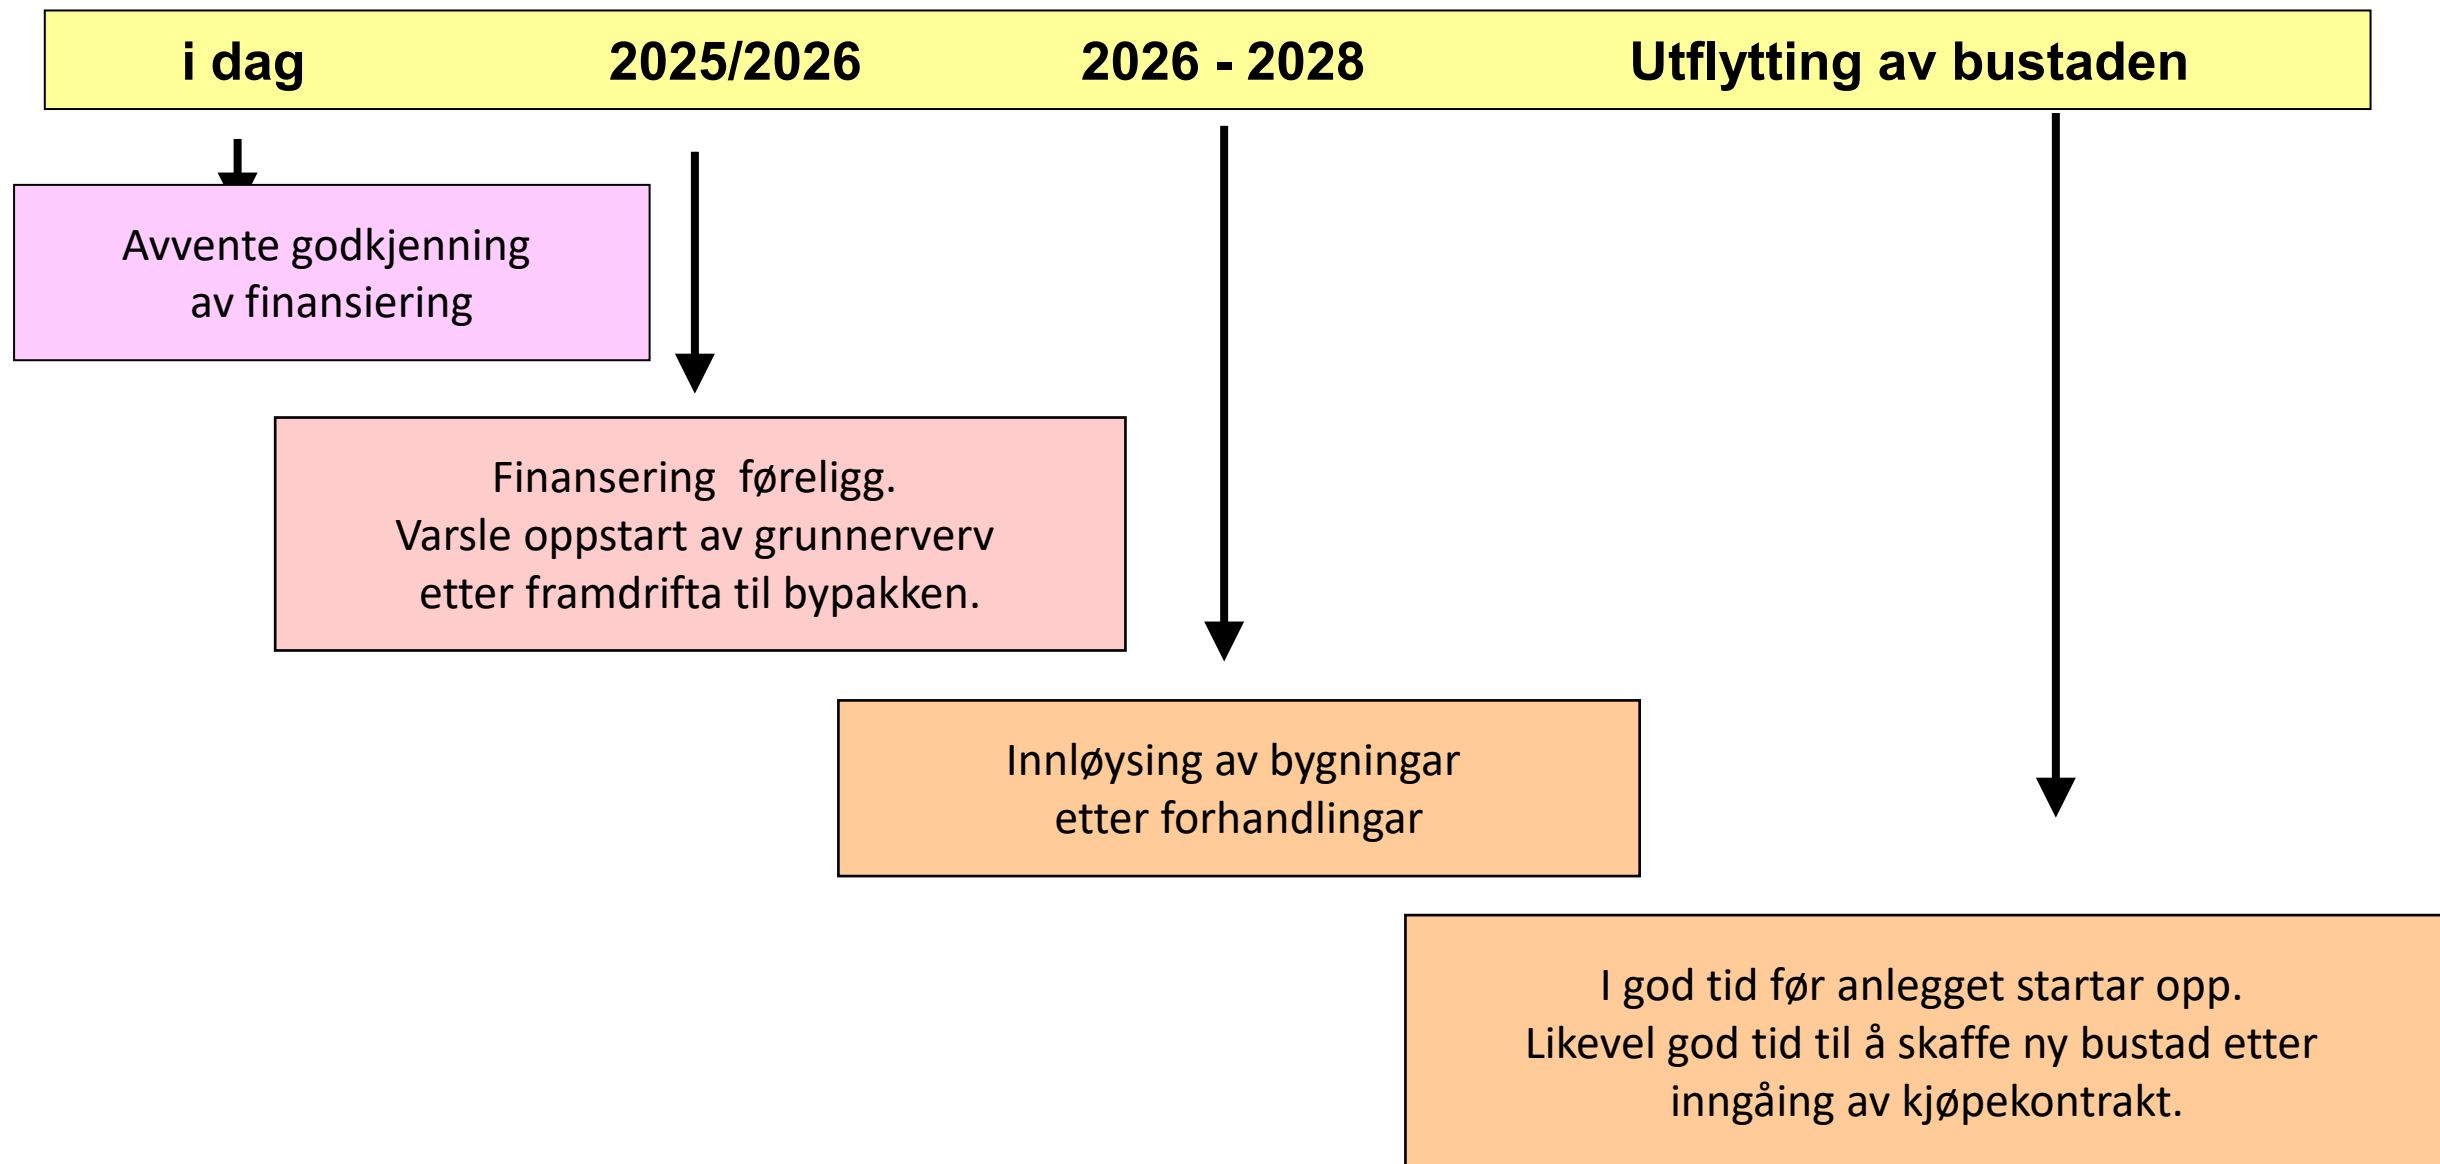 i dag 2025/2026 2026 - 2028 Utflytting av bustaden
Avvente godkjenning
av finansiering
Finansering føreligg.
Varsle oppstart av grunnerverv
etter framdrifta til bypakken.
Innløysing av bygningar
etter forhandlingar
I god tid før anlegget startar opp.
Likevel god tid til å skaffe ny bustad etter
inngåing av kjøpekontrakt.